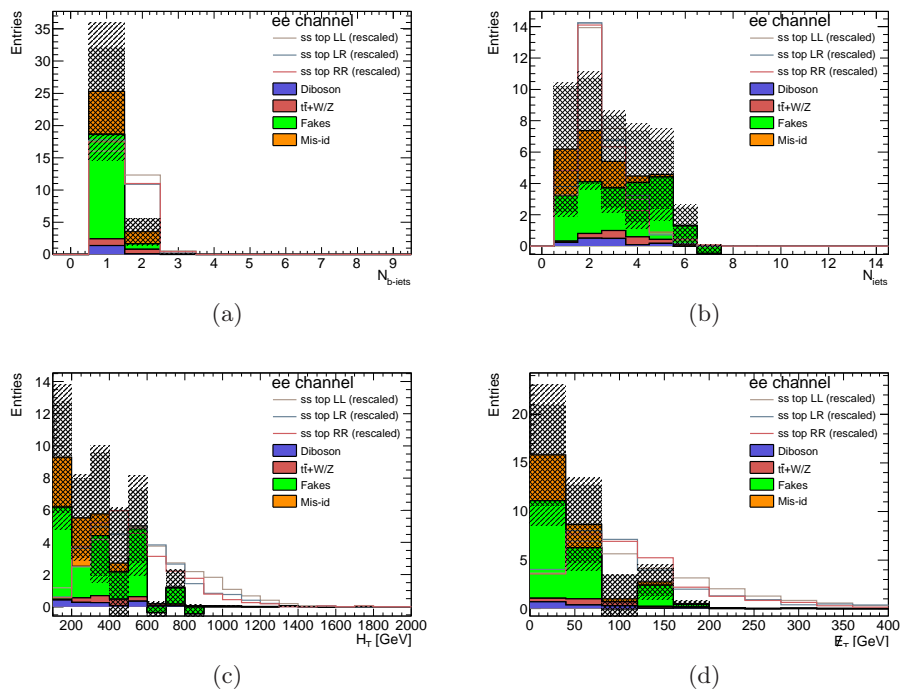 Entries
ee channel
ss top LL (rescaled)
ss top LR (rescaled)
ss top RR (rescaled)
Diboson
tt̄+W/Z
Fakes
Mis-id
35
30
25
20
15
10
5
0
0 1 2 3 4 5 6 7 8 9
N_b-jets
(a)
Entries
ee channel
ss top LL (rescaled)
ss top LR (rescaled)
ss top RR (rescaled)
Diboson
tt̄+W/Z
Fakes
Mis-id
14
12
10
8
6
4
2
0
0 2 4 6 8 10 12 14
N_jets
(b)
Entries
ee channel
ss top LL (rescaled)
ss top LR (rescaled)
ss top RR (rescaled)
Diboson
tt̄+W/Z
Fakes
Mis-id
14
12
10
8
6
4
2
0
200 400 600 800 1000 1200 1400 1600 1800 2000
H_T [GeV]
(c)
Entries
ee channel
ss top LL (rescaled)
ss top LR (rescaled)
ss top RR (rescaled)
Diboson
tt̄+W/Z
Fakes
Mis-id
20
15
10
5
0
0 50 100 150 200 250 300 350 400
E̸_T [GeV]
(d)